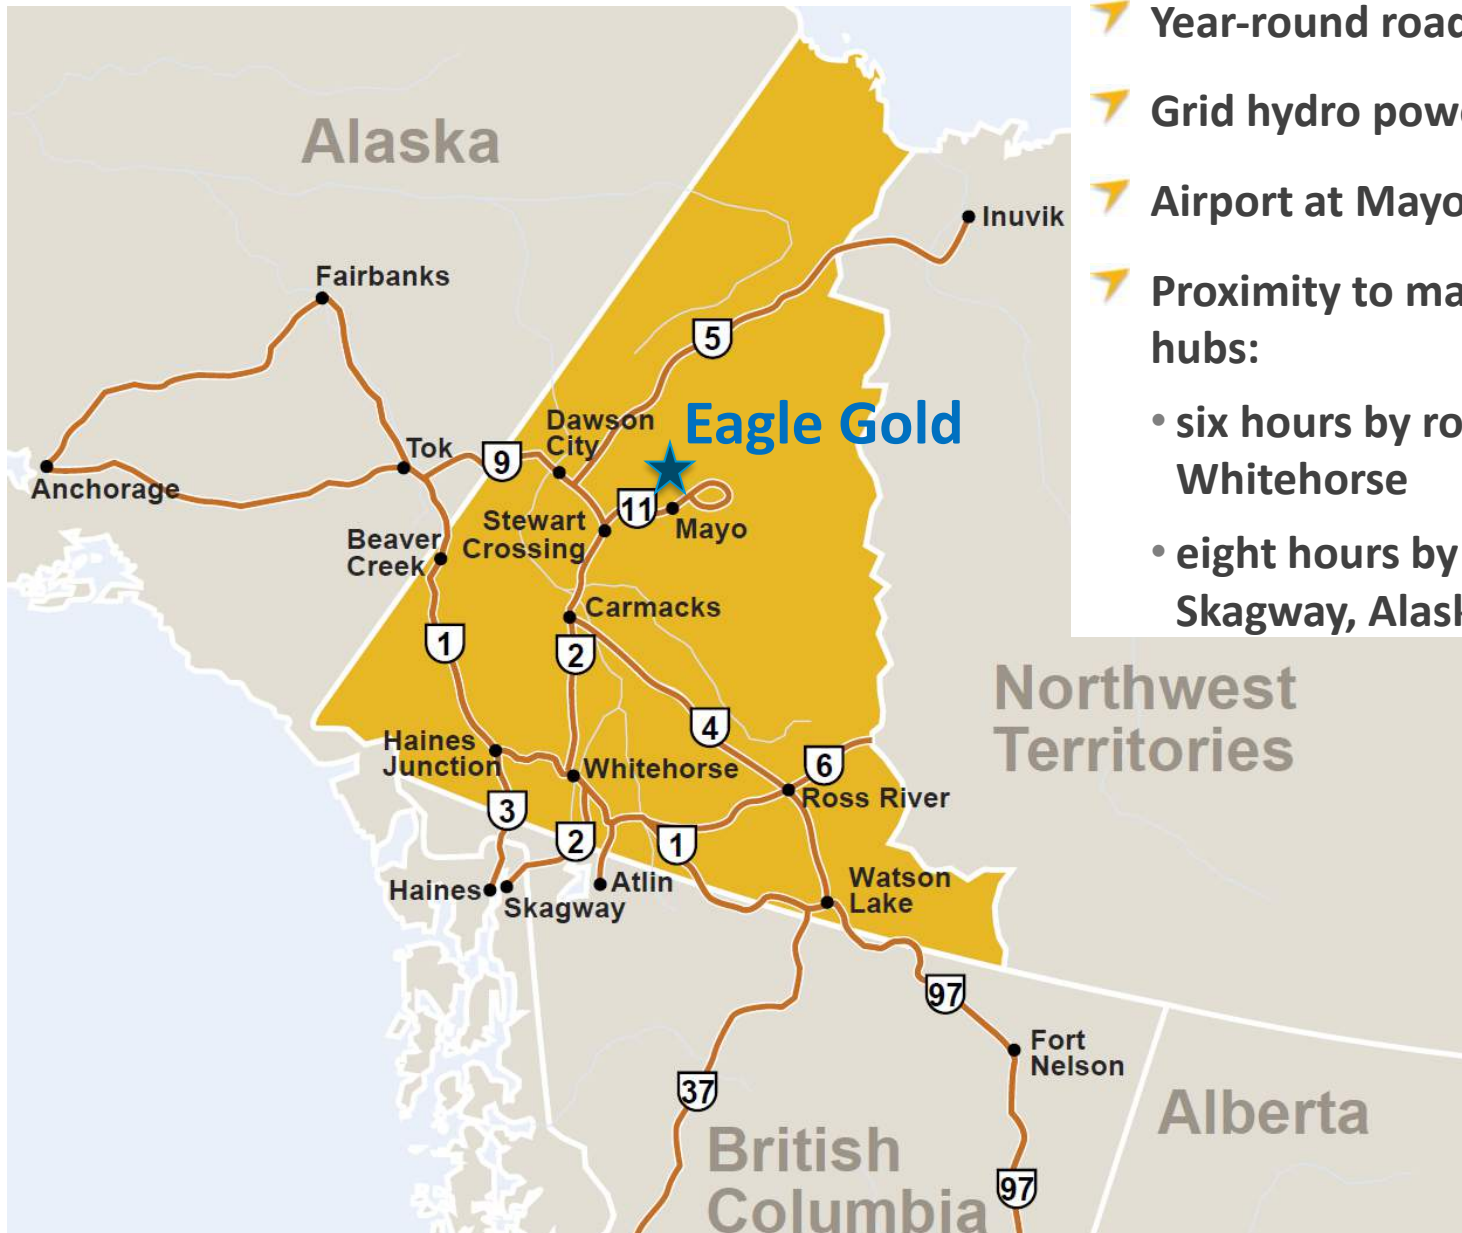 Alaska
Inuvik
Fairbanks
5
Eagle Gold
Dawson
City
Tok
9
Anchorage
11
Stewart
Crossing
Mayo
Beaver
Creek
Carmacks
1
2
4
Haines
Junction
Whitehorse
6
Ross River
3
2
1
Haines
Skagway
Atlin
Watson
Lake
97
Fort
Nelson
37
97
Northwest
Territories
British
Columbia
Alberta
Year-round road
Grid hydro powe
Airport at Mayo
Proximity to ma
hubs:
• six hours by ro
Whitehorse
• eight hours by
Skagway, Alask